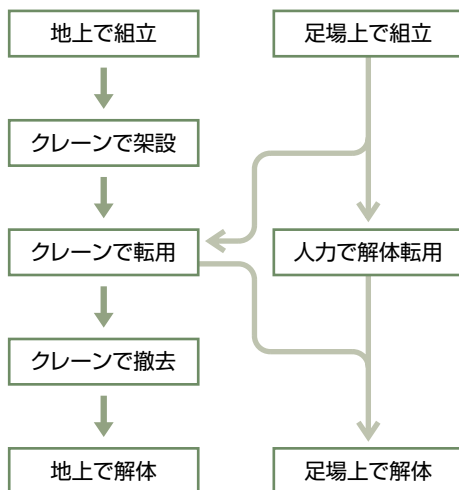 地上で組立
足場上で組立
クレーンで架設
クレーンで転用
人力で解体転用
クレーンで撤去
地上で解体
足場上で解体